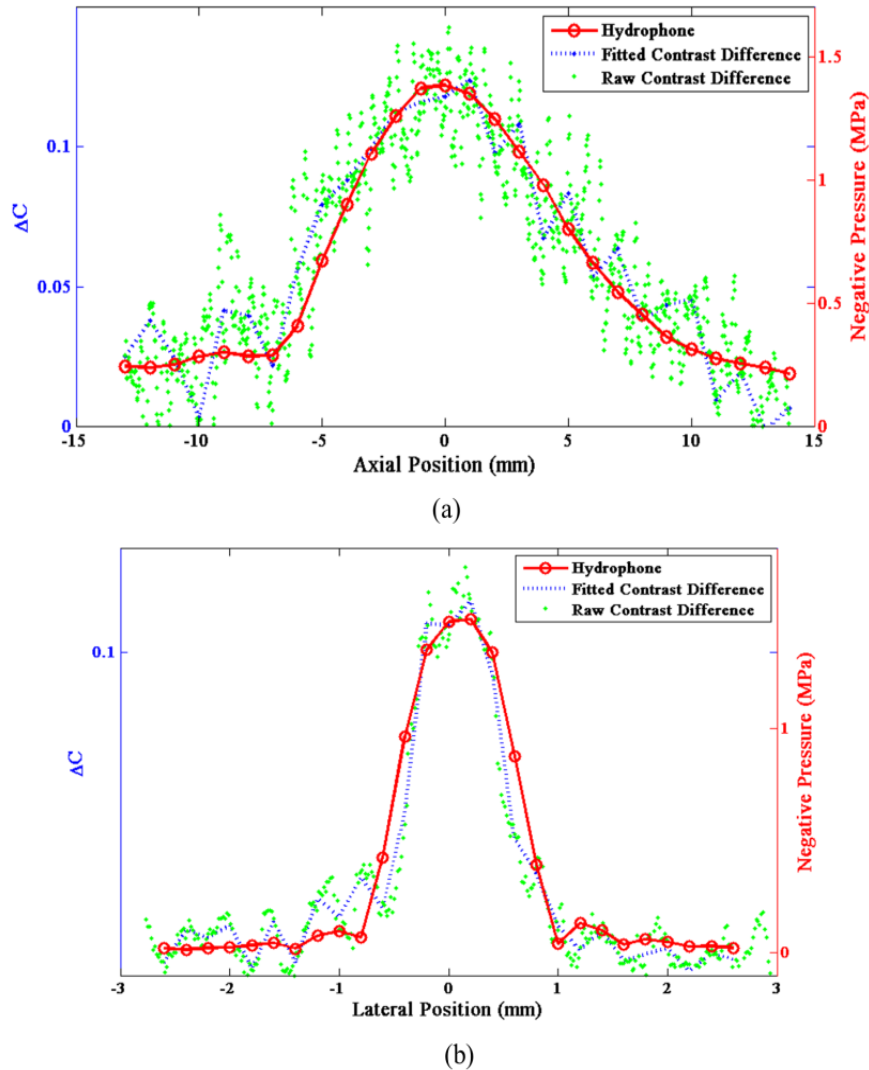 Hydrophone
Fitted Contrast Difference
Raw Contrast Difference
0.1
0.05
0
ΔC
1.5
1
0.5
0
Negative Pressure (MPa)
-15 -10 -5 0 5 10 15
Axial Position (mm)
(a)
Hydrophone
Fitted Contrast Difference
Raw Contrast Difference
0.1
ΔC
1
0
Negative Pressure (MPa)
-3 -2 -1 0 1 2 3
Lateral Position (mm)
(b)